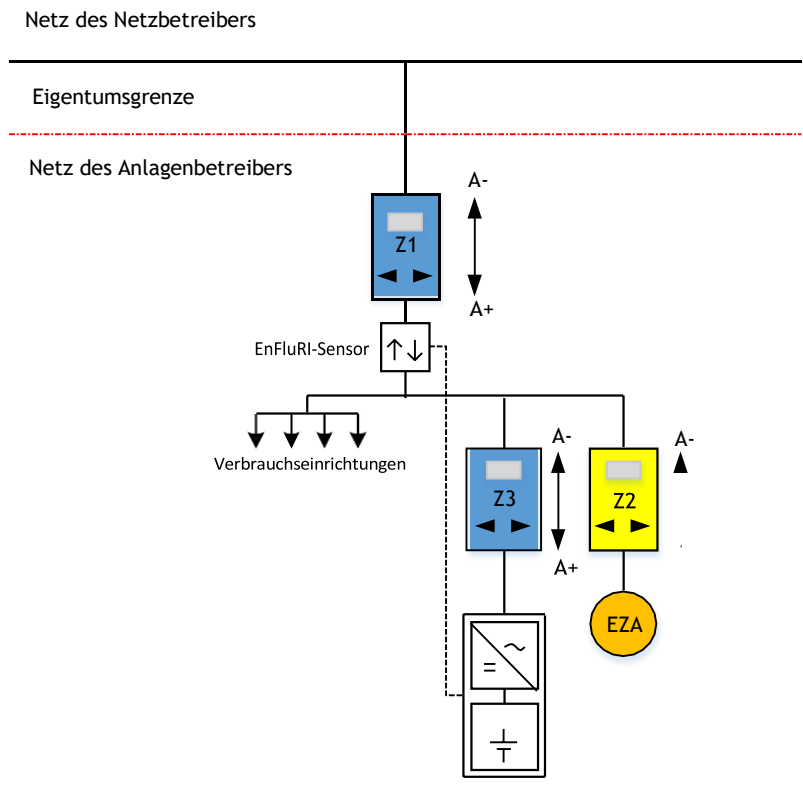 Netz des Netzbetreibers
Eigentumsgrenze
Netz des Anlagenbetreibers
A-
Z1
A+
EnFluRI-Sensor
Verbrauchseinrichtungen
A-
A-
Z3
Z2
A+
EZA